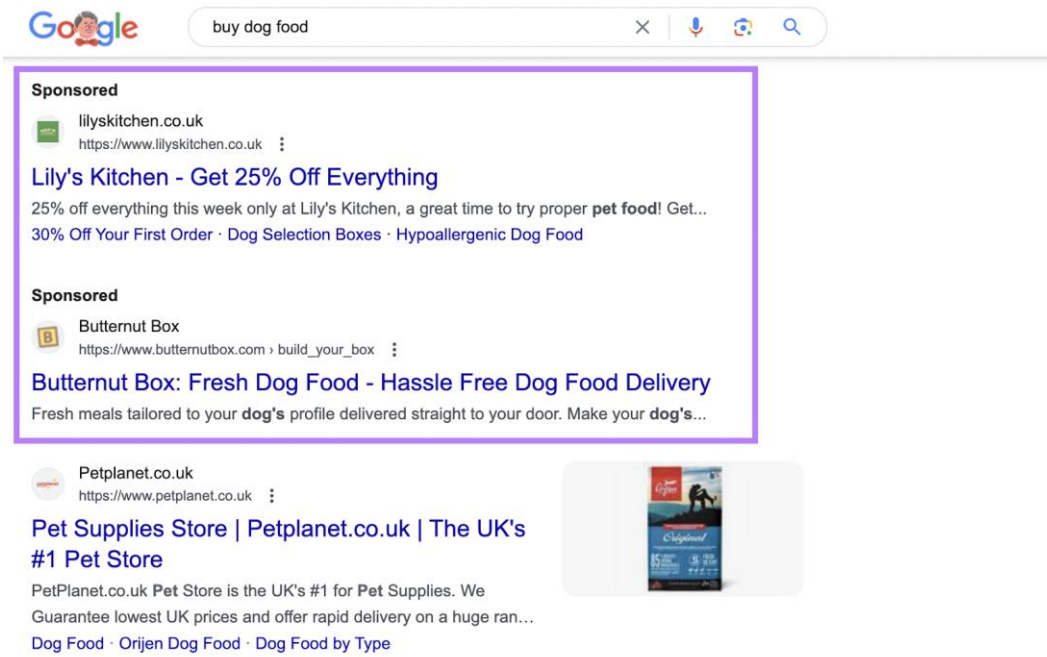 Google
buy dog food
Sponsored
lilyskitchen.co.uk
https://www.lilyskitchen.co.uk
Lily's Kitchen - Get 25% Off Everything
25% off everything this week only at Lily's Kitchen, a great time to try proper pet food! Get...
30% Off Your First Order · Dog Selection Boxes · Hypoallergenic Dog Food
Sponsored
B
Butternut Box
https://www.butternutbox.com › build_your_box
Butternut Box: Fresh Dog Food - Hassle Free Dog Food Delivery
Fresh meals tailored to your dog's profile delivered straight to your door. Make your dog's...
Petplanet.co.uk
https://www.petplanet.co.uk
Pet Supplies Store | Petplanet.co.uk | The UK's
#1 Pet Store
PetPlanet.co.uk Pet Store is the UK's #1 for Pet Supplies. We
Guarantee lowest UK prices and offer rapid delivery on a huge ran...
Dog Food · Orijen Dog Food · Dog Food by Type
Orijen
Original
85